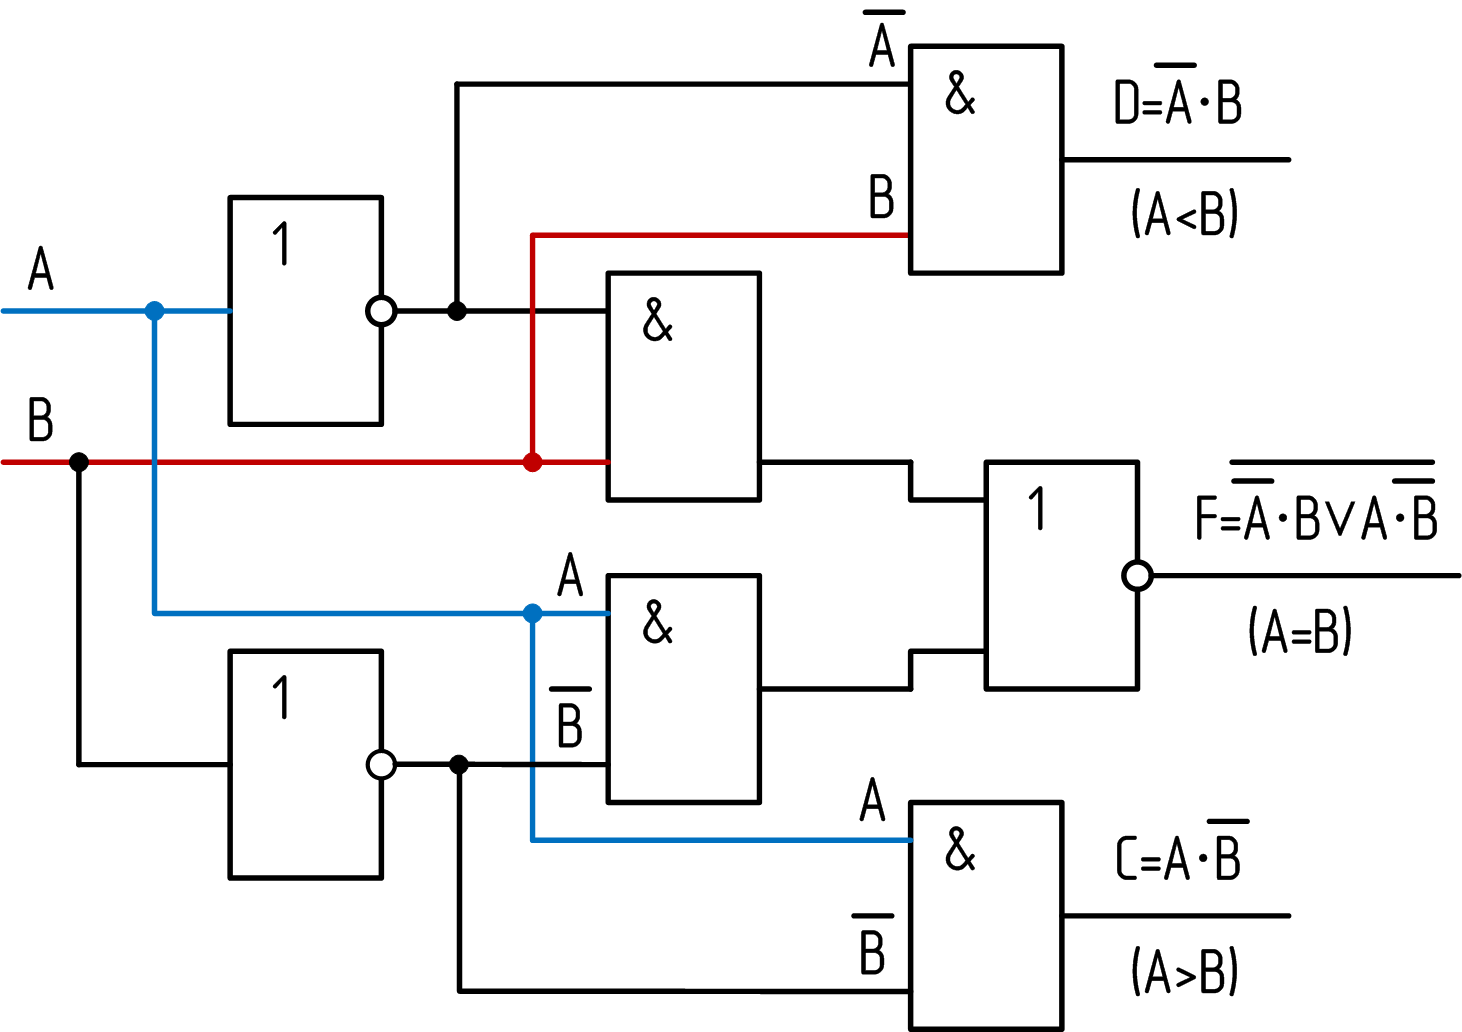 A̅
&
D=A̅·B
B
(A<B)
1
A
&
B
1
F=¬(A̅·B∨A·B̅)
A
&
(A=B)
1
B̅
A
&
C=A·B̅
B̅
(A>B)